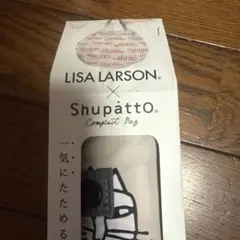 LISA LARSON®
×
Shupatto®
Compact Bag
一気にたためる